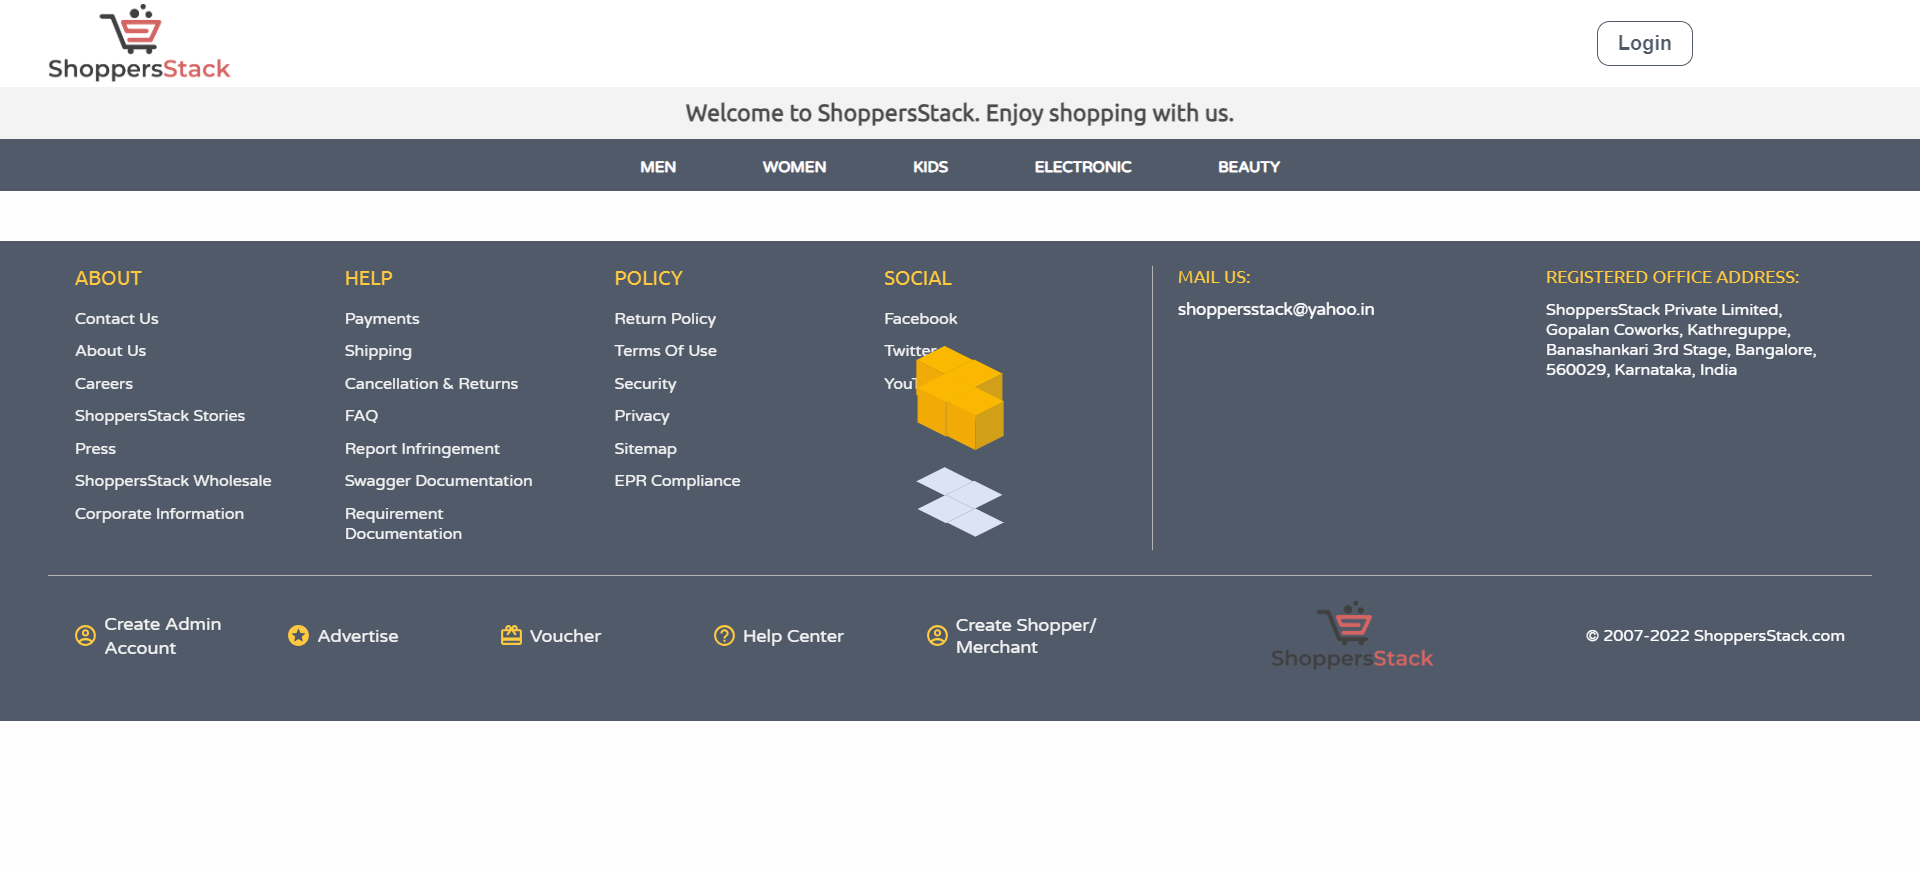 ShoppersStack
Login
Welcome to ShoppersStack. Enjoy shopping with us.
MEN
WOMEN
KIDS
ELECTRONIC
BEAUTY
ABOUT
Contact Us
About Us
Careers
ShoppersStack Stories
Press
ShoppersStack Wholesale
Corporate Information
HELP
Payments
Shipping
Cancellation & Returns
FAQ
Report Infringement
Swagger Documentation
Requirement
Documentation
POLICY
Return Policy
Terms Of Use
Security
Privacy
Sitemap
EPR Compliance
SOCIAL
Facebook
Twitter
MAIL US:
shoppersstack@yahoo.in
REGISTERED OFFICE ADDRESS:
ShoppersStack Private Limited,
Gopalan Coworks, Kathreguppe,
Banashankari 3rd Stage, Bangalore,
560029, Karnataka, India
Create Admin
Account
Advertise
Voucher
Help Center
Create Shopper/
Merchant
ShoppersStack
© 2007-2022 ShoppersStack.com